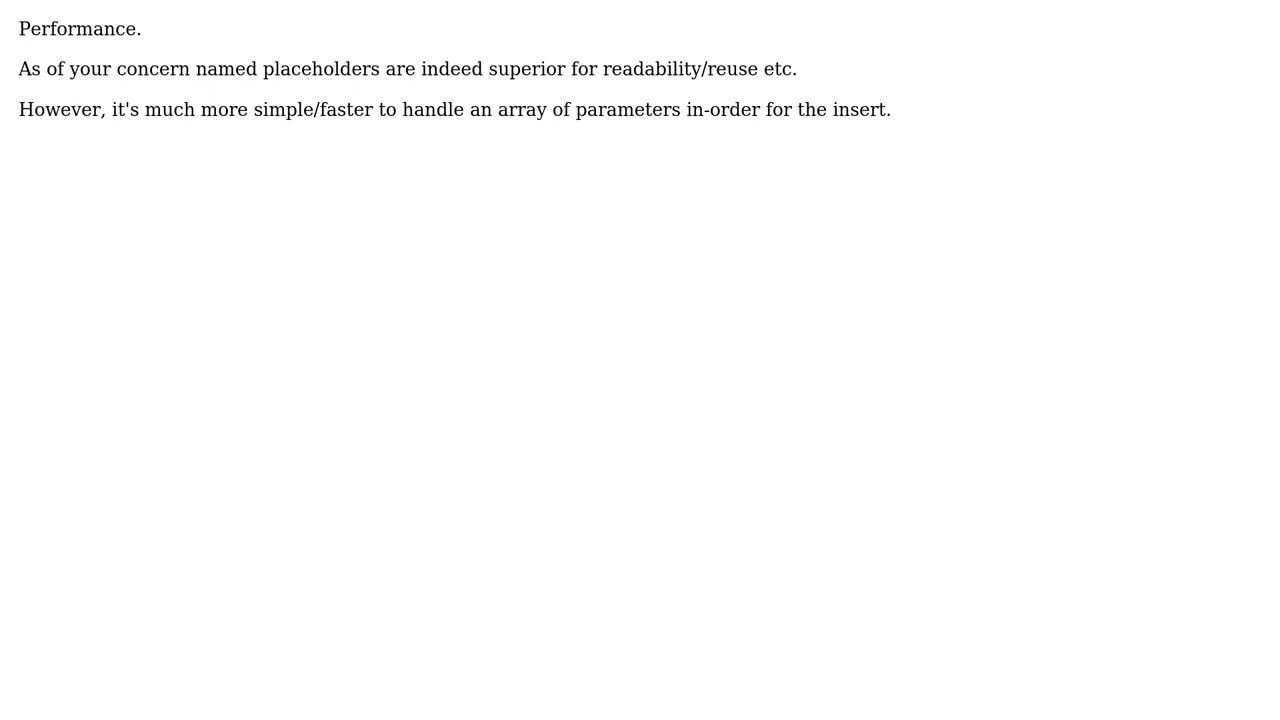 Performance.
As of your concern named placeholders are indeed superior for readability/reuse etc.
However, it's much more simple/faster to handle an array of parameters in-order for the insert.